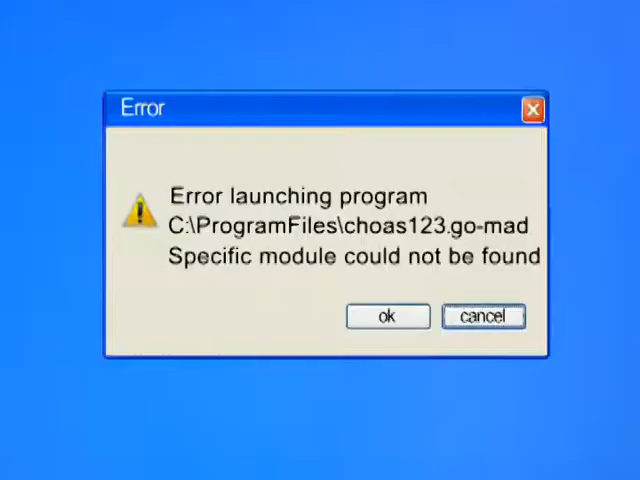 Error
Error launching program
C:\ProgramFiles\choas123.go-mad
Specific module could not be found
ok
cancel